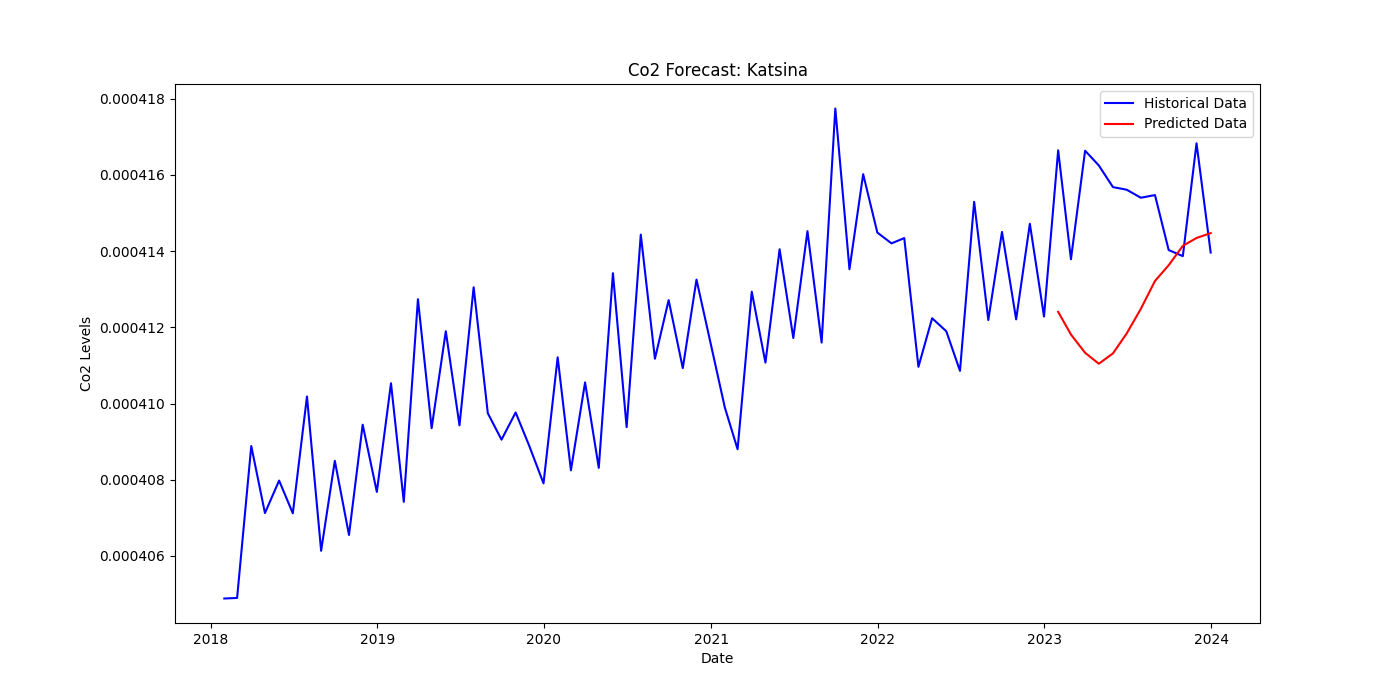 Co2 Forecast: Katsina
Historical Data
Predicted Data
0.000418
0.000416
0.000414
0.000412
0.000410
0.000408
0.000406
Co2 Levels
2018 2019 2020 2021 2022 2023 2024
Date